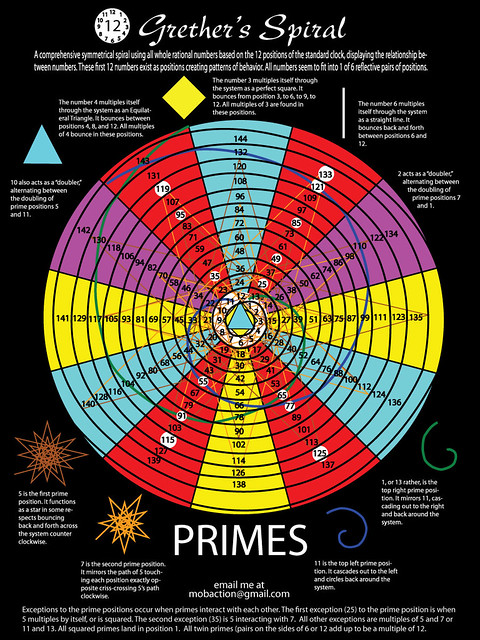 12
Grether's Spiral
A comprehensive symmetrical spiral using all whole rational numbers based on the 12 positions of the standard clock, displaying the relationship be-
tween numbers. These first 12 numbers exist as positions creating patterns of behavior. All numbers seem to fit into 1 of 6 reflective pairs of positions.
The number 4 multiplies itself
through the system as an Equilat-
eral Triangle. It bounces between
positions 4, 8, and 12. All multiples
of 4 bounce in these positions.
The number 3 multiplies itself through
the system as a perfect square. It
bounces from position 3, to 6, to 9, to
12. All multiples of 3 are found in
these positions.
The number 6 multiplies
itself through the system
as a straight line. It
bounces back and forth
between positions 6 and
12.
10 also acts as a "doubler,"
alternating between
the doubling of
prime positions 5
and 11.
2 acts as a "doubler,"
alternating between
the doubling of
prime positions 7
and 1.
144
132
120
108
96
84
72
60
48
36
24
12
143
131
119
107
95
83
71
59
47
35
23
11
133
121
109
97
85
73
61
49
37
25
13
142
130
118
106
94
82
70
58
46
34
22
10
134
122
110
98
86
74
62
50
38
26
14
2
141 129 117 105 93 81 69 57 45 33 21 9
3 15 27 39 51 63 75 87 99 111 123 135
140
128
116
104
92
80
68
56
44
32
20
8
136
124
112
100
88
76
64
52
40
28
16
4
139
127
115
103
91
79
67
55
43
31
19
137
125
113
101
89
77
65
53
41
29
17
5
6
18
30
42
54
66
78
90
102
114
126
138
5 is the first prime
position. It functions
as a star in some re-
spects bouncing
back and forth across
the system counter
clockwise.
7 is the second prime position.
It mirrors the path of 5 touch-
ing each position exactly op-
posite criss-crossing 5's path
clockwise.
PRIMES
email me at
mobaction@gmail.com
1, or 13 rather, is the
top right prime posi-
tion. It mirrors 11, cas-
cading out to the right
and back around the
system.
11 is the top left prime posi-
tion. It cascades out to the left
and circles back around the
system.
Exceptions to the prime positions occur when primes interact with each other. The first exception (25) to the prime position is when
5 multiplies by itself, or is squared. The second exception (35) is 5 interacting with 7. All other exceptions are multiples of 5 and 7 or
11 and 13. All squared primes land in position 1. All twin primes (pairs on the sides of 6 or 12 add up to be a multiple of 12.